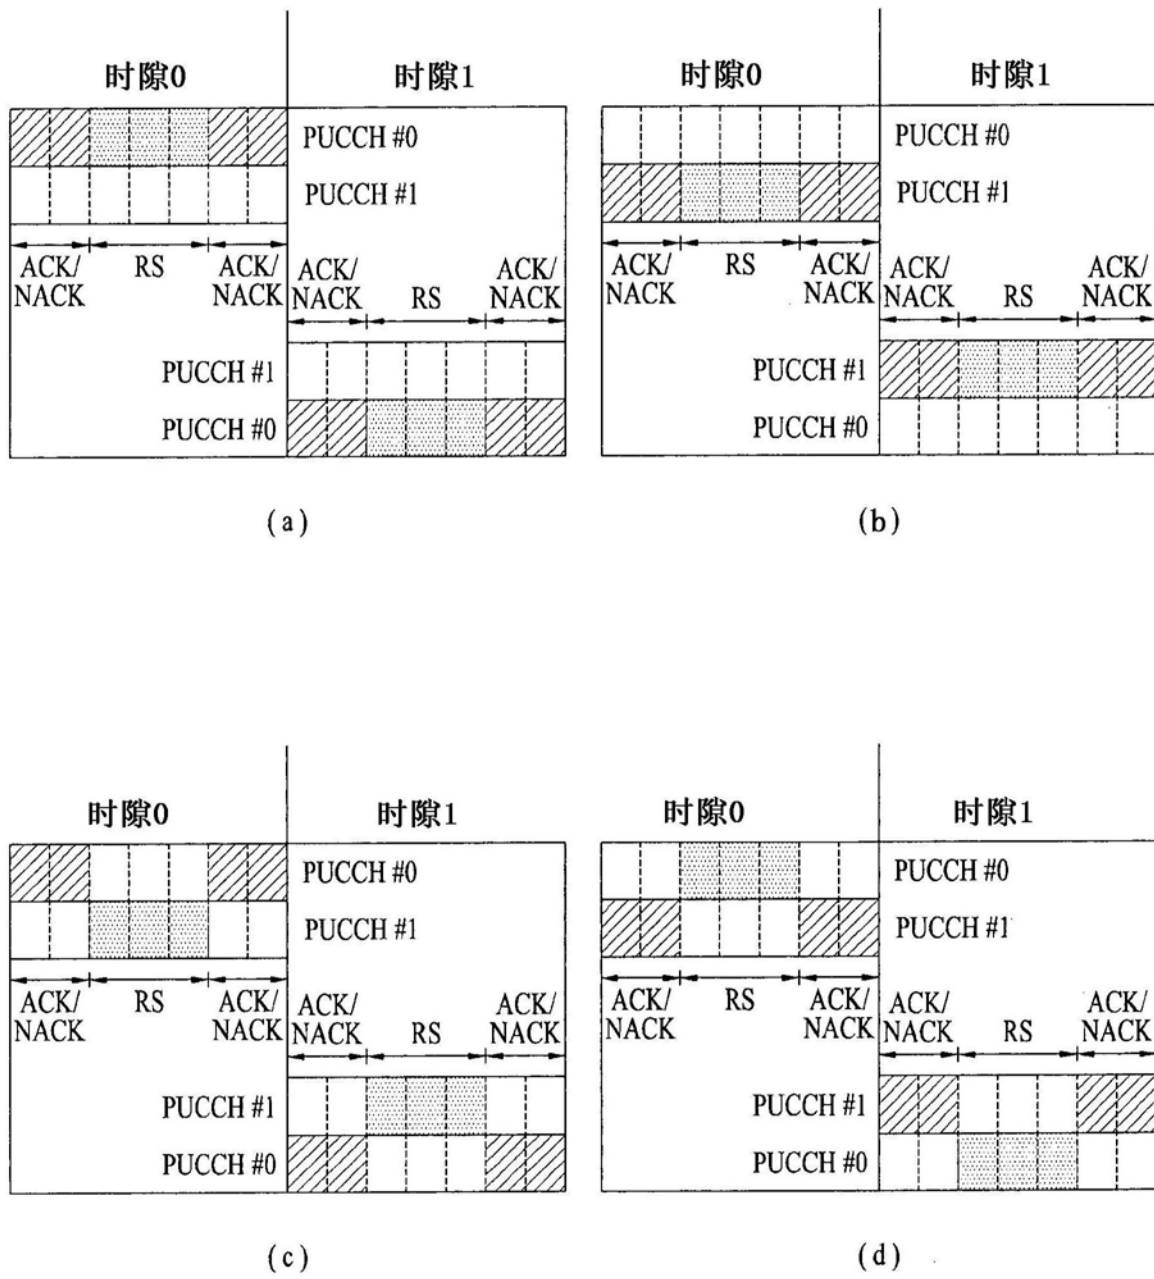 时隙0
时隙1
PUCCH #0
PUCCH #1
ACK/
NACK
RS
ACK/
NACK
ACK/
NACK
RS
ACK/
NACK
PUCCH #1
PUCCH #0
(a)
时隙0
时隙1
PUCCH #0
PUCCH #1
ACK/
NACK
RS
ACK/
NACK
ACK/
NACK
RS
ACK/
NACK
PUCCH #1
PUCCH #0
(b)
时隙0
时隙1
PUCCH #0
PUCCH #1
ACK/
NACK
RS
ACK/
NACK
ACK/
NACK
RS
ACK/
NACK
PUCCH #1
PUCCH #0
(c)
时隙0
时隙1
PUCCH #0
PUCCH #1
ACK/
NACK
RS
ACK/
NACK
ACK/
NACK
RS
ACK/
NACK
PUCCH #1
PUCCH #0
(d)